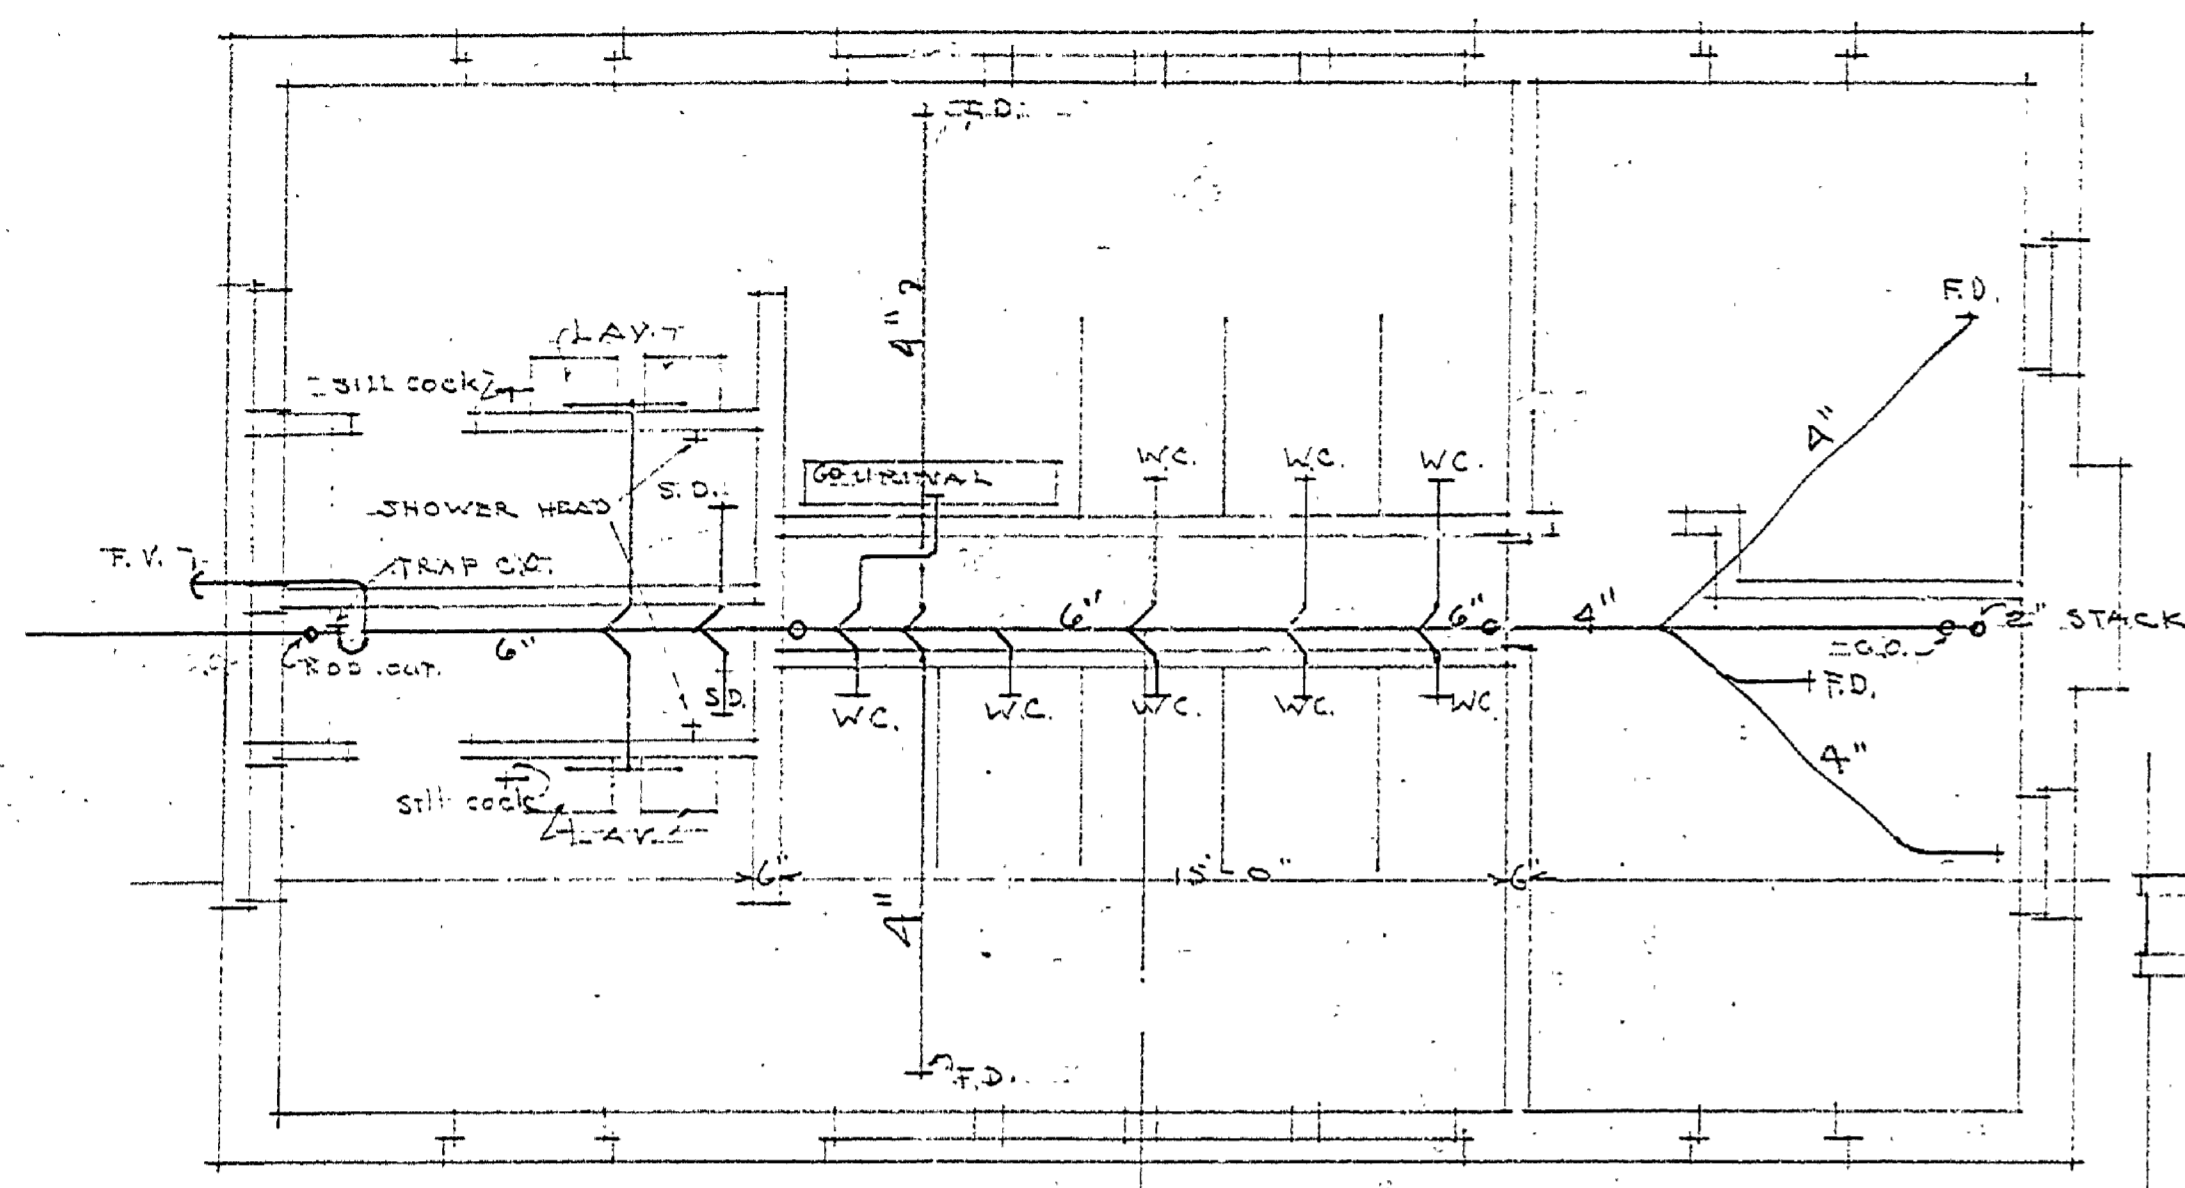 F.D.
4"
F.D.
LAV.
SILL COCK
4"
W.C.
W.C.
W.C.
URINAL
S.D.
SHOWER HEAD
F.V.
TRAP C.O.
6"
6"
4"
2" STACK
6"
C.O.
ROD OUT.
F.D.
S.D.
W.C.
W.C.
W.C.
W.C.
W.C.
4"
Sill cock
LAV.
6"
15'-0"
6"
4"
F.D.